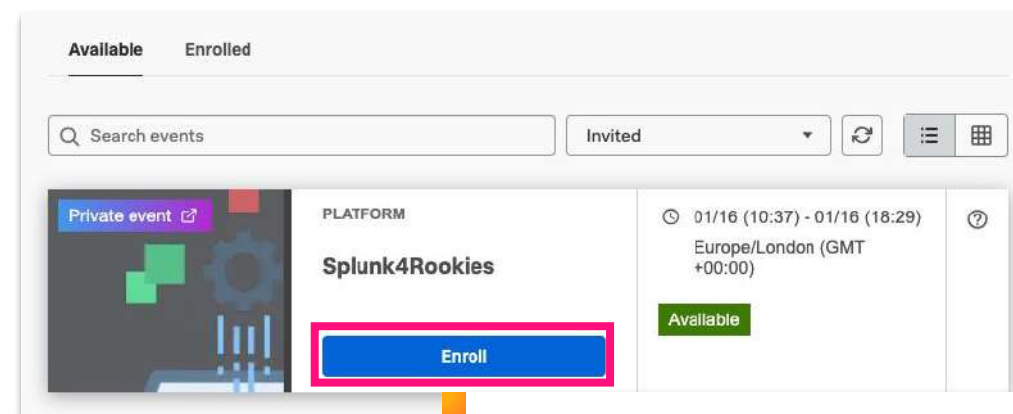 Available Enrolled
Search events Invited
Private event
PLATFORM
Splunk4Rookies
Enroll
01/16 (10:37) - 01/16 (18:29)
Europe/London (GMT
+00:00)
Available